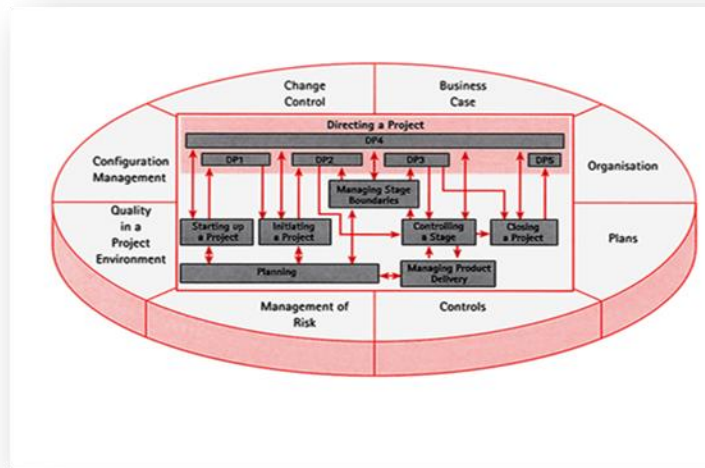 Change
Control
Business
Case
Directing a Project
DP4
Configuration
Management
DP1
DP2
DP3
DP5
Organisation
Managing Stage
Boundaries
Quality
in a
Project
Environment
Starting up
a Project
Initiating
a Project
Controlling
a Stage
Closing
a Project
Plans
Planning
Managing Product
Delivery
Management of
Risk
Controls